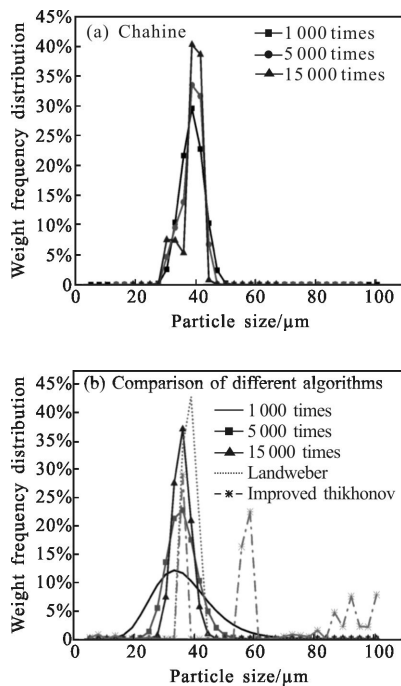 (a) Chahine
1 000 times
5 000 times
15 000 times
45%
40%
35%
30%
25%
20%
15%
10%
5%
0
0 20 40 60 80 100
Weight frequency distribution
Particle size/μm
(b) Comparison of different algorithms
1 000 times
5 000 times
15 000 times
Landweber
Improved thikhonov
45%
40%
35%
30%
25%
20%
15%
10%
5%
0
0 20 40 60 80 100
Weight frequency distribution
Particle size/μm